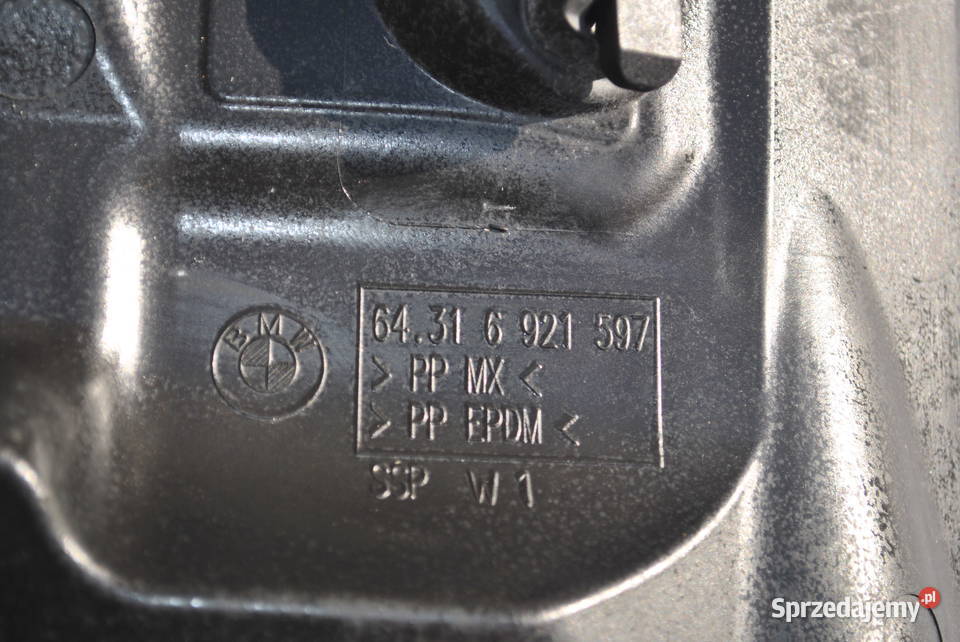 BMW
64.31 6 921 597
> PP MX <
> PP EPDM <
SSP W 1
Sprzedajemy.pl